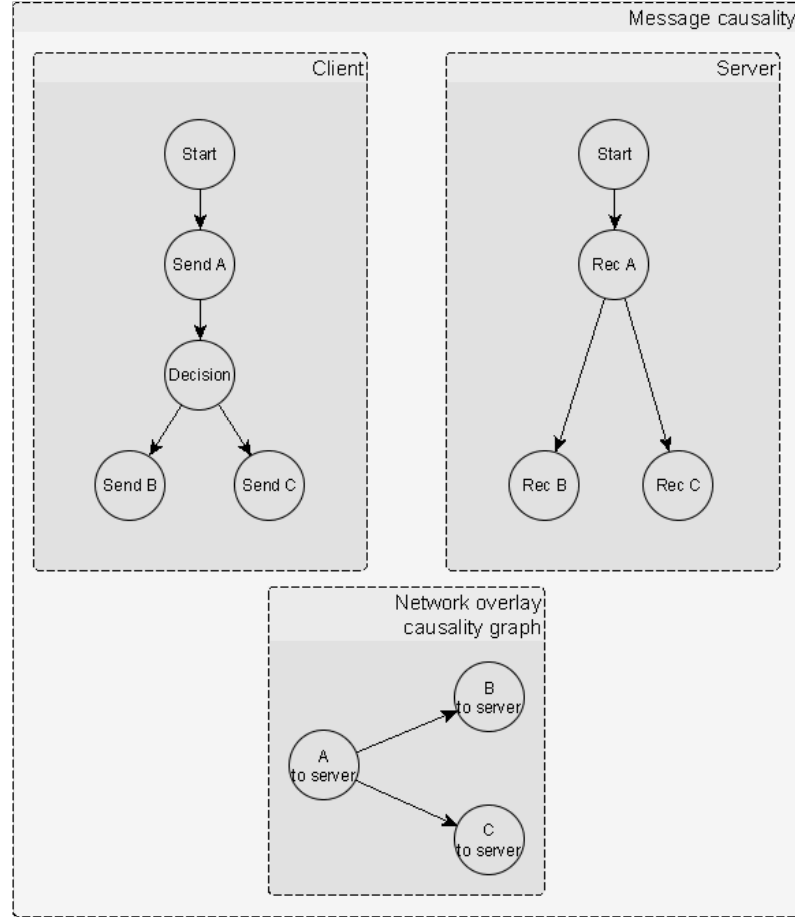 Message causality
Client
Start
Send A
Decision
Send B
Send C
Server
Start
Rec A
Rec B
Rec C
Network overlay
causality graph
A
to server
B
to server
C
to server